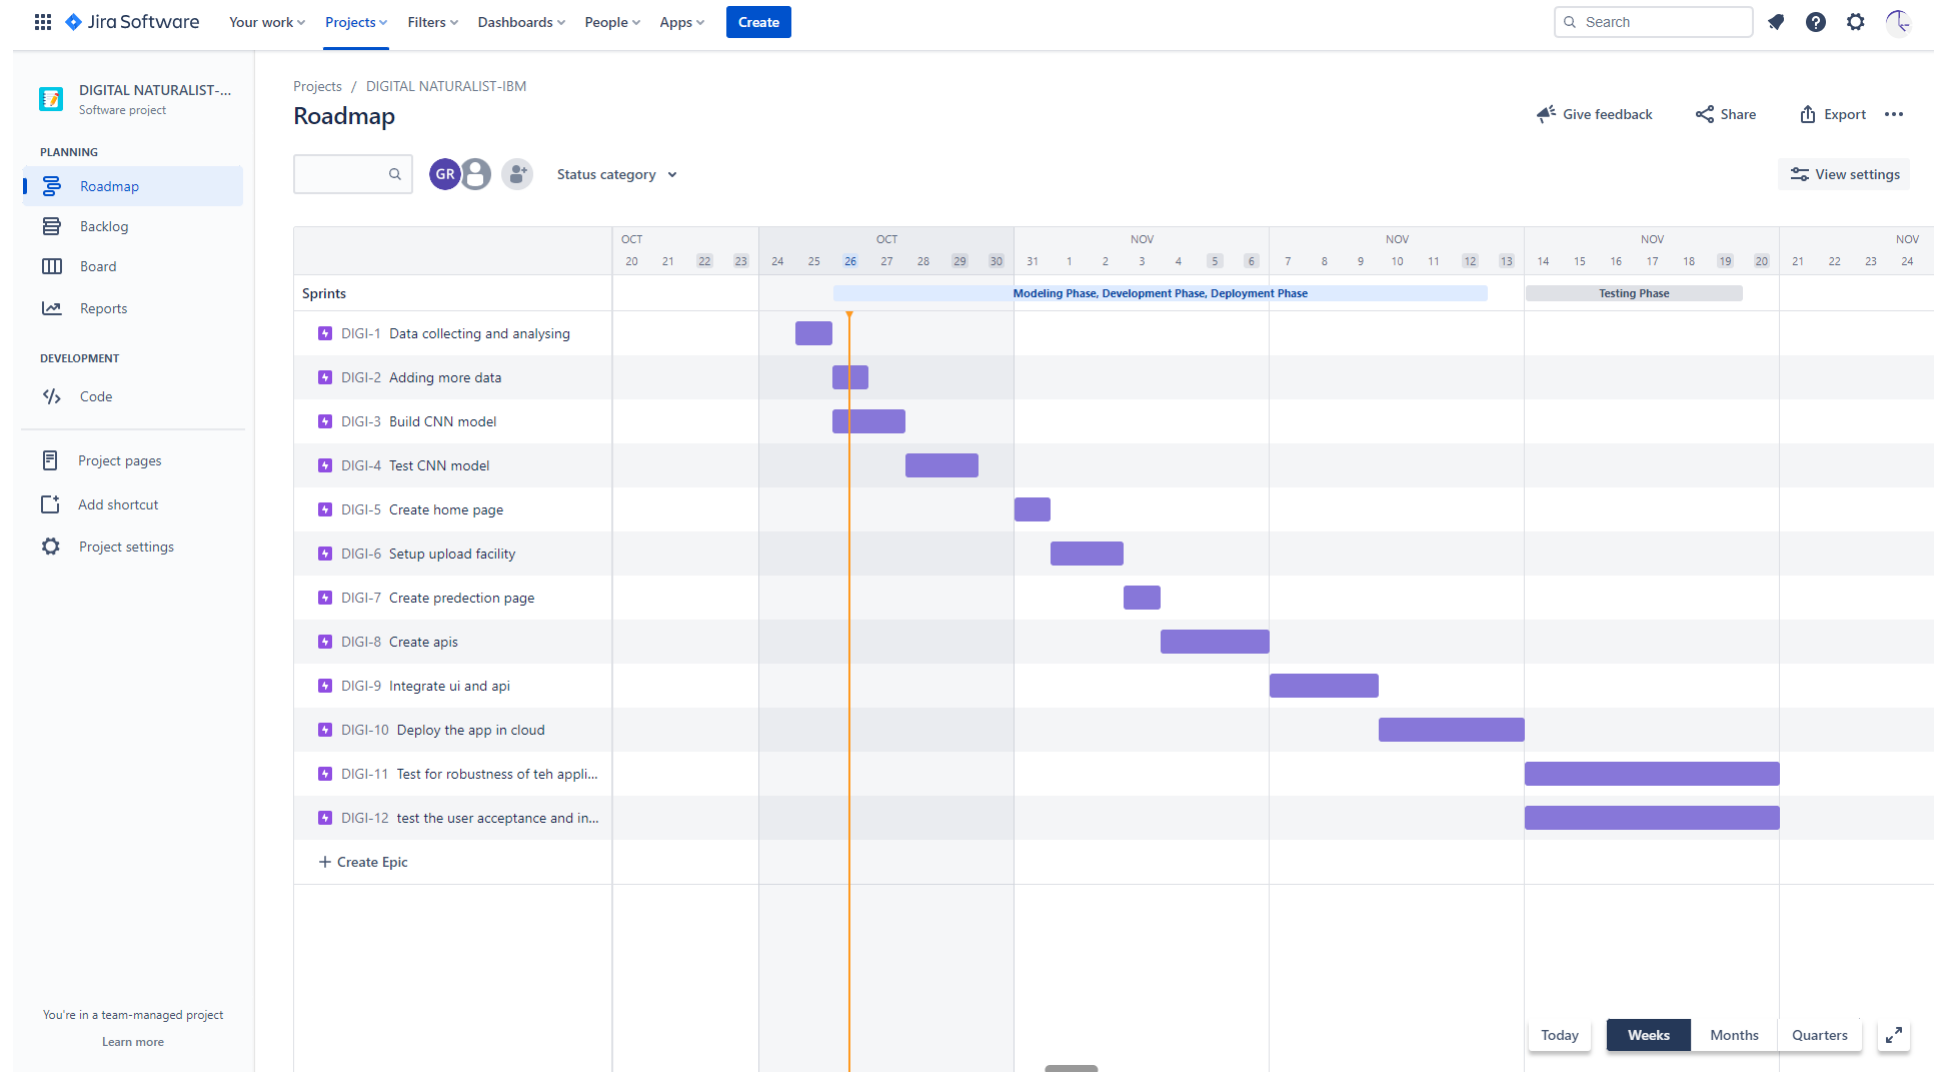 Jira Software Your work Projects Filters Dashboards People Apps Create Search
DIGITAL NATURALIST-...
Software project
PLANNING
Roadmap
Backlog
Board
Reports
DEVELOPMENT
Code
Project pages
Add shortcut
Project settings
You're in a team-managed project
Learn more
Projects / DIGITAL NATURALIST-IBM
Roadmap
Give feedback Share Export
GR Status category View settings
OCT OCT NOV NOV NOV NOV
20 21 22 23 24 25 26 27 28 29 30 31 1 2 3 4 5 6 7 8 9 10 11 12 13 14 15 16 17 18 19 20 21 22 23 24
Sprints Modeling Phase, Development Phase, Deployment Phase Testing Phase
DIGI-1 Data collecting and analysing
DIGI-2 Adding more data
DIGI-3 Build CNN model
DIGI-4 Test CNN model
DIGI-5 Create home page
DIGI-6 Setup upload facility
DIGI-7 Create predection page
DIGI-8 Create apis
DIGI-9 Integrate ui and api
DIGI-10 Deploy the app in cloud
DIGI-11 Test for robustness of teh appli...
DIGI-12 test the user acceptance and in...
+ Create Epic
Today Weeks Months Quarters